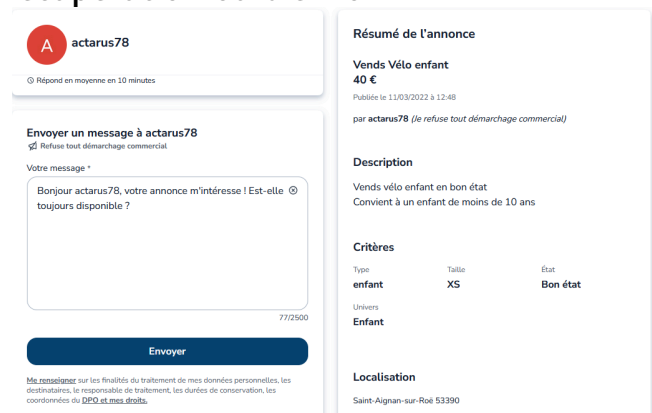 A
actarus78
Répond en moyenne en 10 minutes
Envoyer un message à actarus78
Refuse tout démarchage commercial
Votre message *
Bonjour actarus78, votre annonce m'intéresse ! Est-elle
toujours disponible ?
77/2500
Envoyer
Me renseigner sur les finalités du traitement de mes données personnelles, les
destinataires, le responsable de traitement, les durées de conservation, les
coordonnées du DPO et mes droits.
Résumé de l'annonce
Vends Vélo enfant
40 €
Publiée le 11/03/2022 à 12:48
par actarus78 (Je refuse tout démarchage commercial)
Description
Vends vélo enfant en bon état
Convient à un enfant de moins de 10 ans
Critères
Type Taille État
enfant XS Bon état
Univers
Enfant
Localisation
Saint-Aignan-sur-Roë 53390